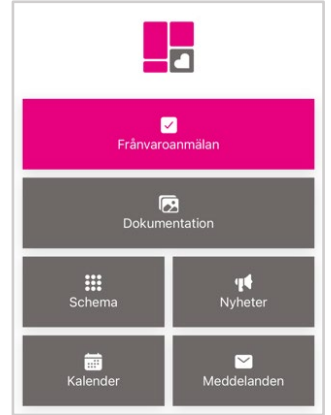 Frånvaroanmälan
Dokumentation
Schema
Nyheter
Kalender
Meddelanden